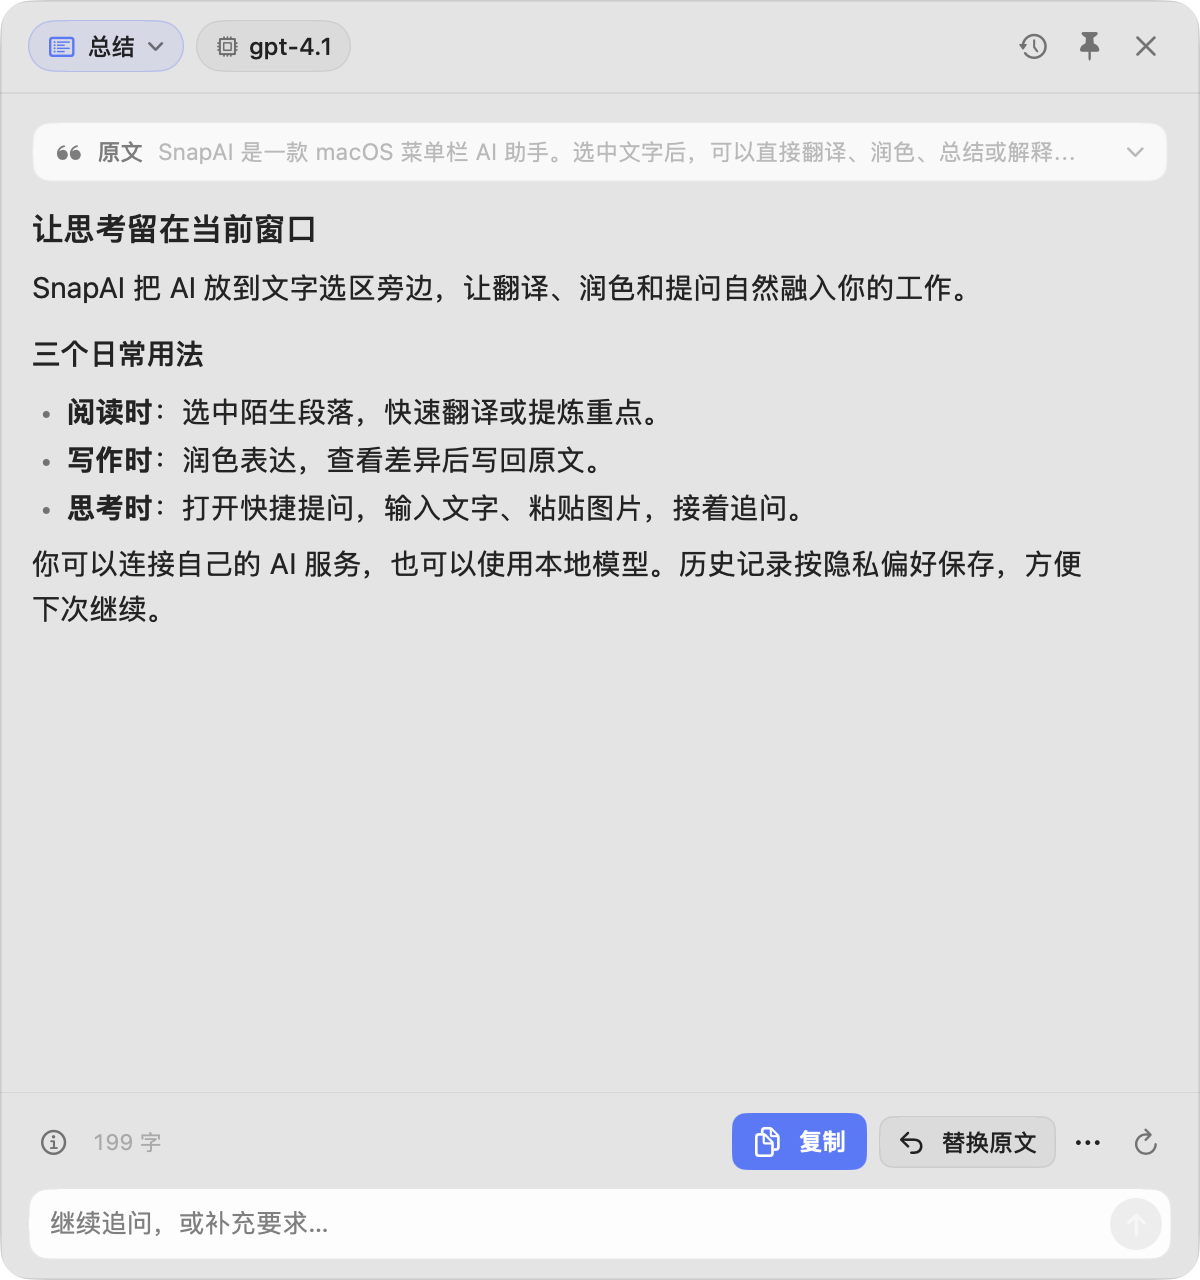 总结
gpt-4.1
原文 SnapAI 是一款 macOS 菜单栏 AI 助手。选中文字后，可以直接翻译、润色、总结或解释...
让思考留在当前窗口
SnapAI 把 AI 放到文字选区旁边，让翻译、润色和提问自然融入你的工作。
三个日常用法
• 阅读时：选中陌生段落，快速翻译或提炼重点。
• 写作时：润色表达，查看差异后写回原文。
• 思考时：打开快捷提问，输入文字、粘贴图片，接着追问。
你可以连接自己的 AI 服务，也可以使用本地模型。历史记录按隐私偏好保存，方便
下次继续。
199 字
复制
替换原文
继续追问，或补充要求...